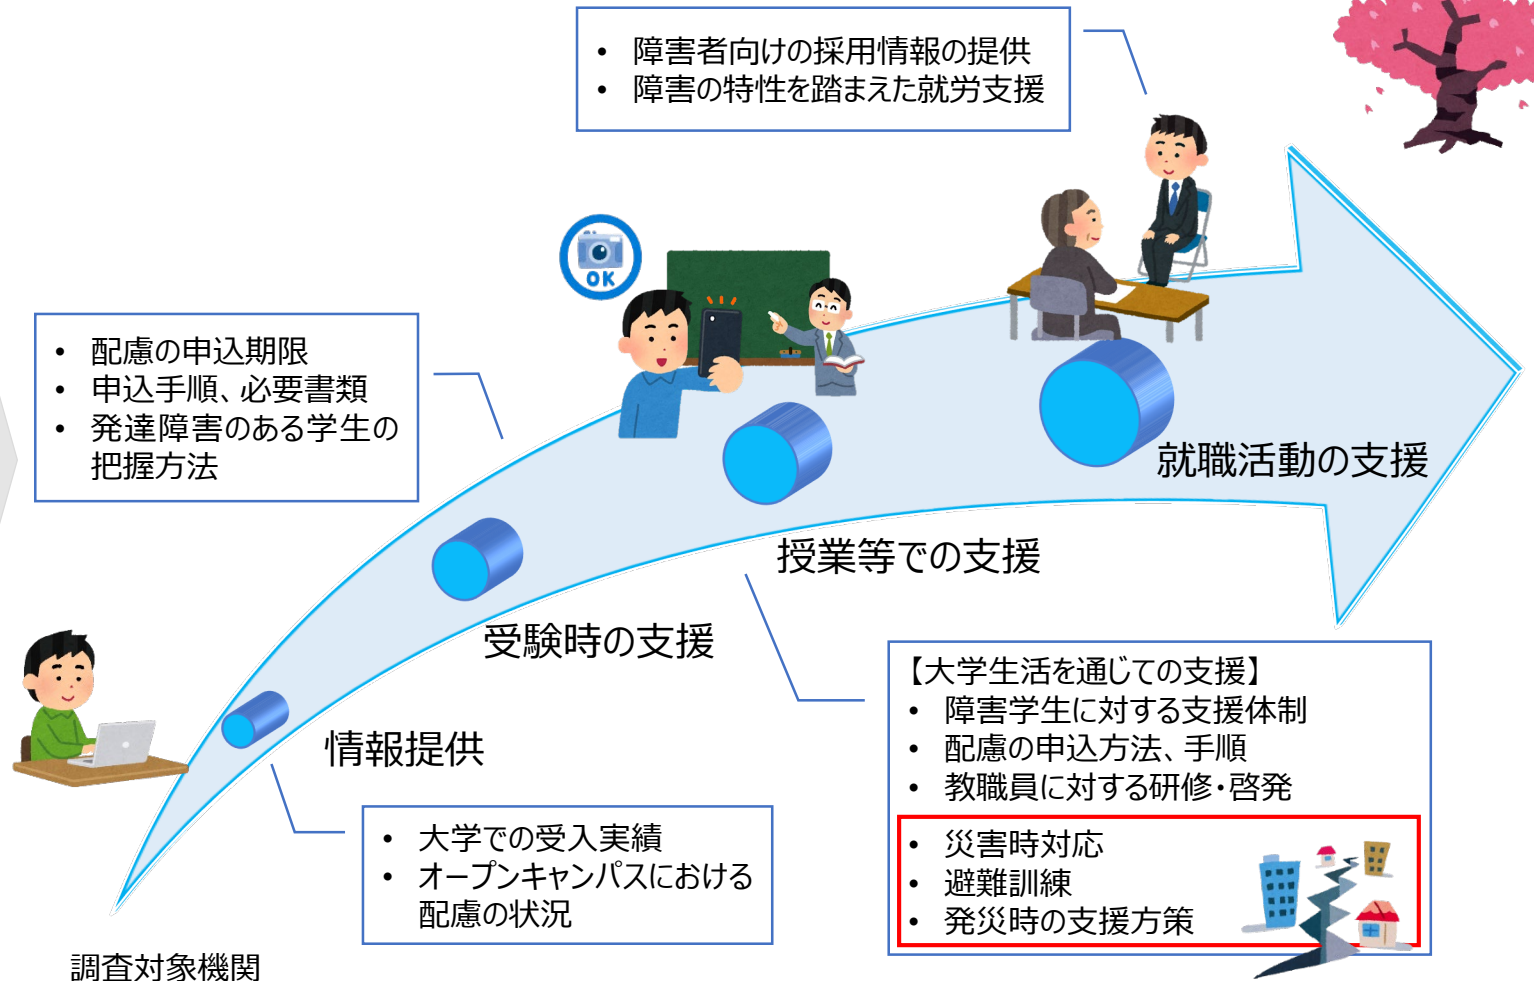 • 障害者向けの採用情報の提供
• 障害の特性を踏まえた就労支援
OK
• 配慮の申込期限
• 申込手順、必要書類
• 発達障害のある学生の
把握方法
就職活動の支援
授業等での支援
受験時の支援
情報提供
【大学生活を通じての支援】
• 障害学生に対する支援体制
• 配慮の申込方法、手順
• 教職員に対する研修・啓発
• 災害時対応
• 避難訓練
• 発災時の支援方策
• 大学での受入実績
• オープンキャンパスにおける
配慮の状況
調査対象機関